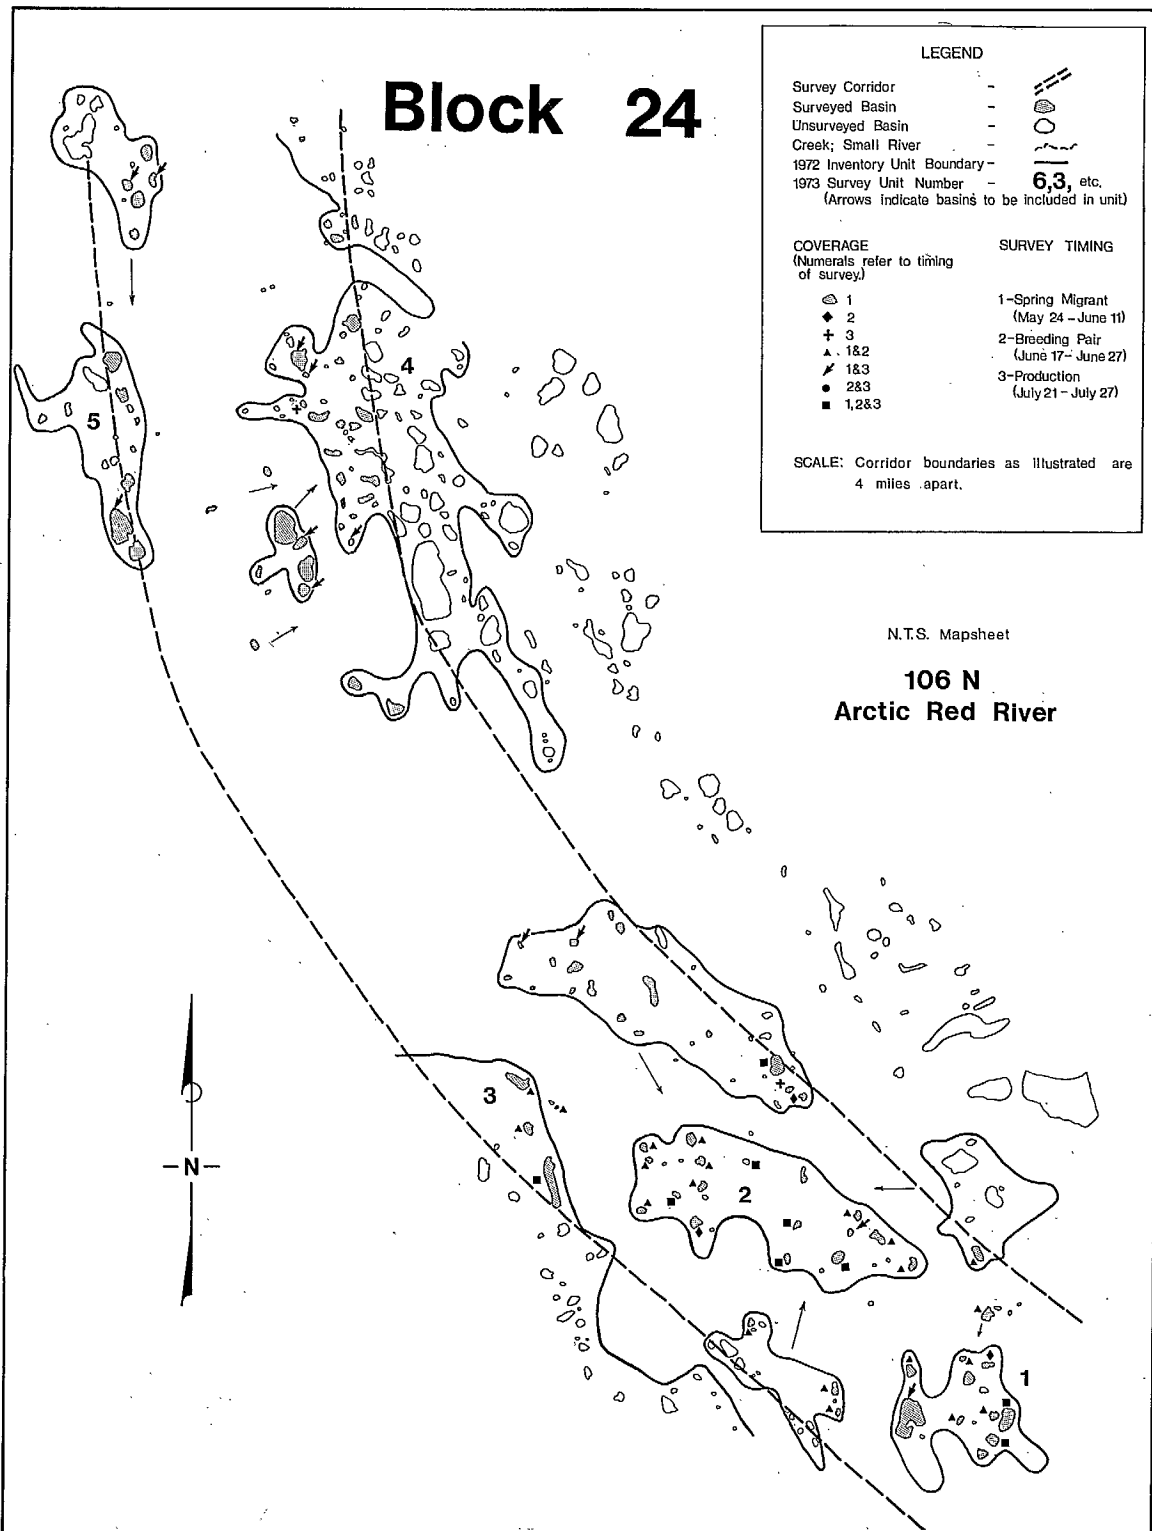 Block 24
LEGEND
Survey Corridor -
Surveyed Basin -
Unsurveyed Basin -
Creek; Small River -
1972 Inventory Unit Boundary -
1973 Survey Unit Number - 6,3, etc.
(Arrows indicate basins to be included in unit)
COVERAGE
(Numerals refer to timing
of survey.)
1
2
3
1&2
1&3
2&3
1,2&3
SURVEY TIMING
1-Spring Migrant
(May 24 - June 11)
2-Breeding Pair
(June 17- June 27)
3-Production
(July 21 - July 27)
SCALE: Corridor boundaries as illustrated are
4 miles apart.
N.T.S. Mapsheet
106 N
Arctic Red River
4
5
3
2
1
-N-